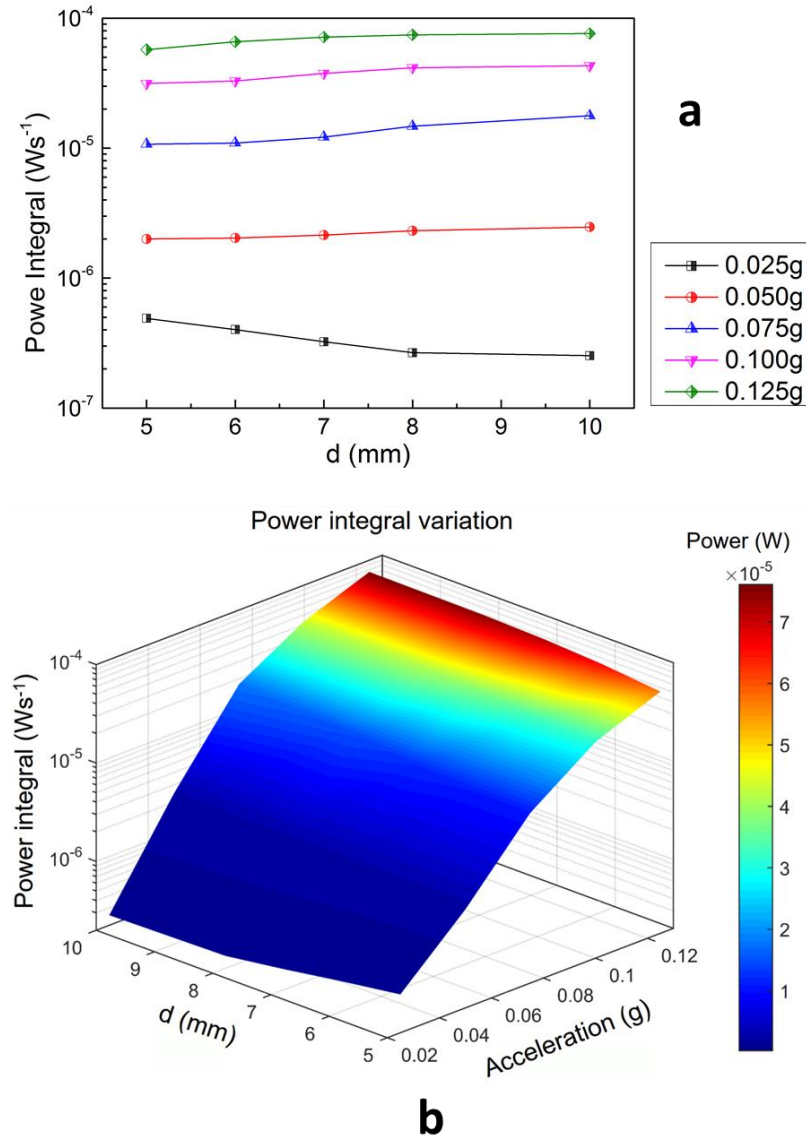 10⁻⁴
10⁻⁵
10⁻⁶
10⁻⁷
Powe Integral (Ws⁻¹)
5 6 7 8 9 10
d (mm)
a
0.025g
0.050g
0.075g
0.100g
0.125g
Power integral variation
Power (W)
×10⁻⁵
7
6
5
4
3
2
1
10⁻⁴
10⁻⁵
10⁻⁶
Power integral (Ws⁻¹)
10 9 8 7 6 5
d (mm)
0.02 0.04 0.06 0.08 0.1 0.12
Acceleration (g)
b